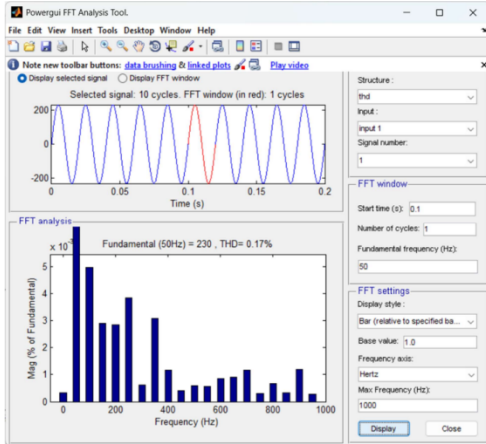 Powergui FFT Analysis Tool.
File Edit View Insert Tools Desktop Window Help
Note new toolbar buttons: data brushing & linked plots Play video
Display selected signal Display FFT window
Selected signal: 10 cycles. FFT window (in red): 1 cycles
200
0
-200
0 0.05 0.1 0.15 0.2
Time (s)
FFT analysis
x 10^-3
Fundamental (50Hz) = 230 , THD= 0.17%
5
4
3
2
1
0
Mag (% of Fundamental)
0 200 400 600 800 1000
Frequency (Hz)
Structure :
thd
Input :
input 1
Signal number:
1
FFT window
Start time (s): 0.1
Number of cycles: 1
Fundamental frequency (Hz):
50
FFT settings
Display style :
Bar (relative to specified ba...
Base value: 1.0
Frequency axis:
Hertz
Max Frequency (Hz):
1000
Display Close